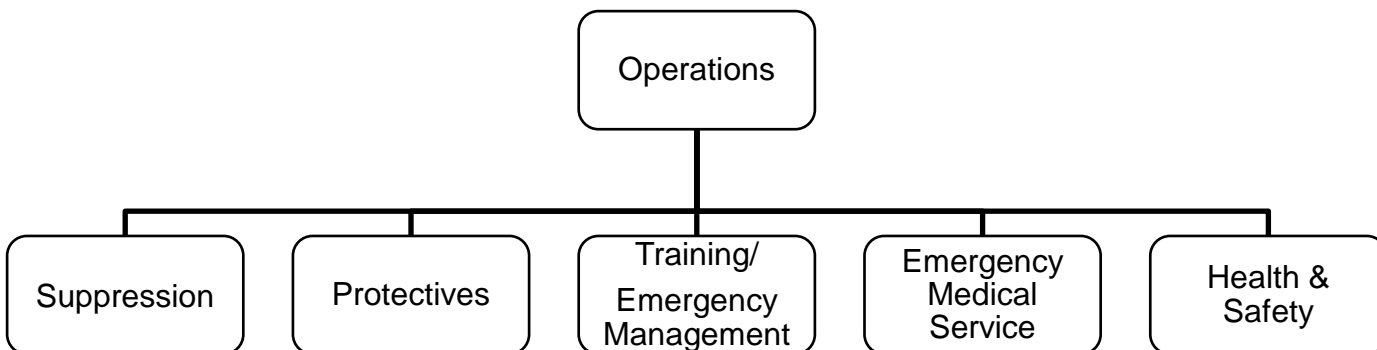 Operations
Suppression
Protectives
Training/
Emergency
Management
Emergency
Medical
Service
Health &
Safety